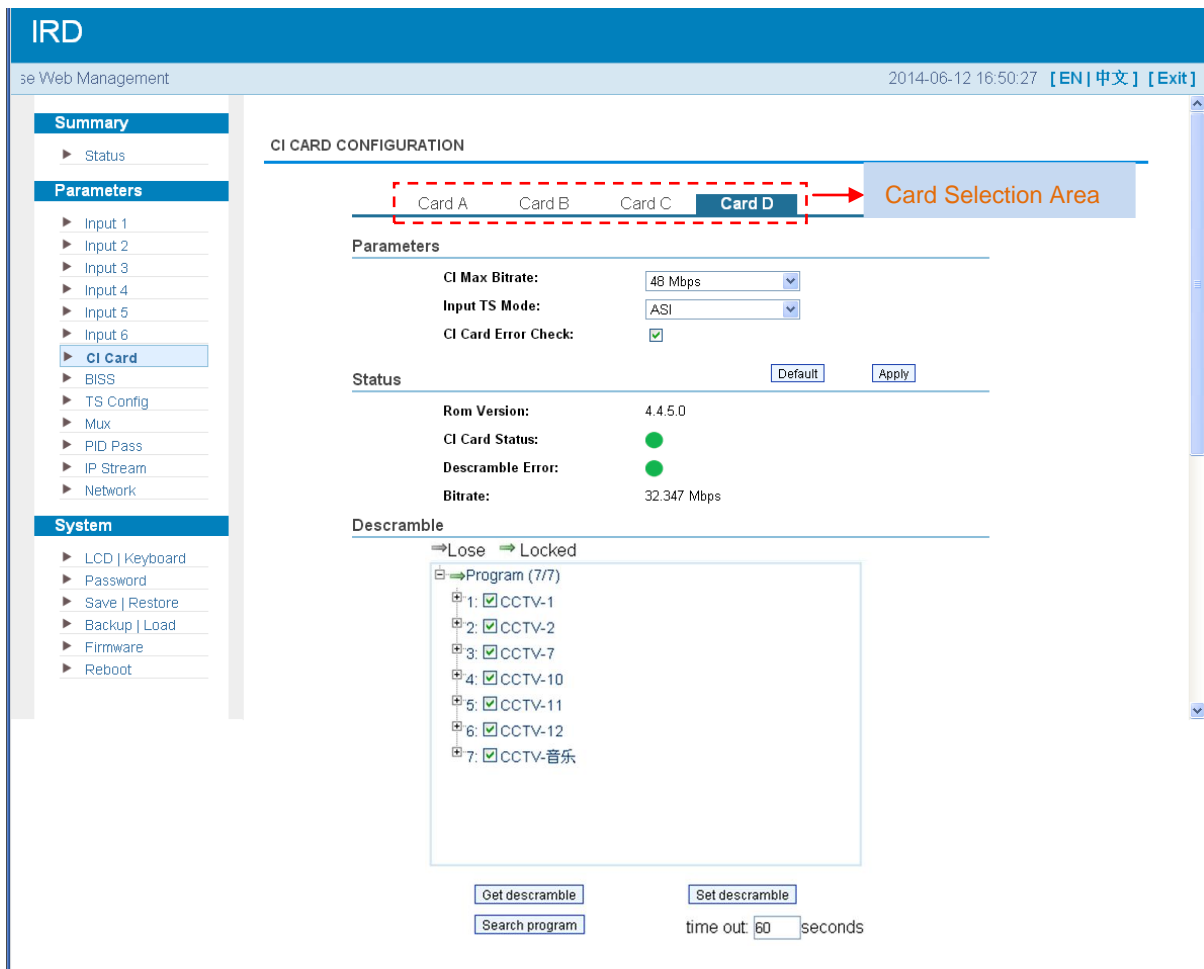 IRD
se Web Management
2014-06-12 16:50:27 [EN|中文] [Exit]
Summary
Status
Parameters
Input 1
Input 2
Input 3
Input 4
Input 5
Input 6
CI Card
BISS
TS Config
Mux
PID Pass
IP Stream
Network
System
LCD | Keyboard
Password
Save | Restore
Backup | Load
Firmware
Reboot
CI CARD CONFIGURATION
Card A Card B Card C Card D
Card Selection Area
Parameters
CI Max Bitrate: 48 Mbps
Input TS Mode: ASI
CI Card Error Check:
Default Apply
Status
Rom Version: 4.4.5.0
CI Card Status:
Descramble Error:
Bitrate: 32.347 Mbps
Descramble
⇒Lose ⇒Locked
Program (7/7)
1: CCTV-1
2: CCTV-2
3: CCTV-7
4: CCTV-10
5: CCTV-11
6: CCTV-12
7: CCTV-音乐
Get descramble Set descramble
Search program time out: 60 seconds